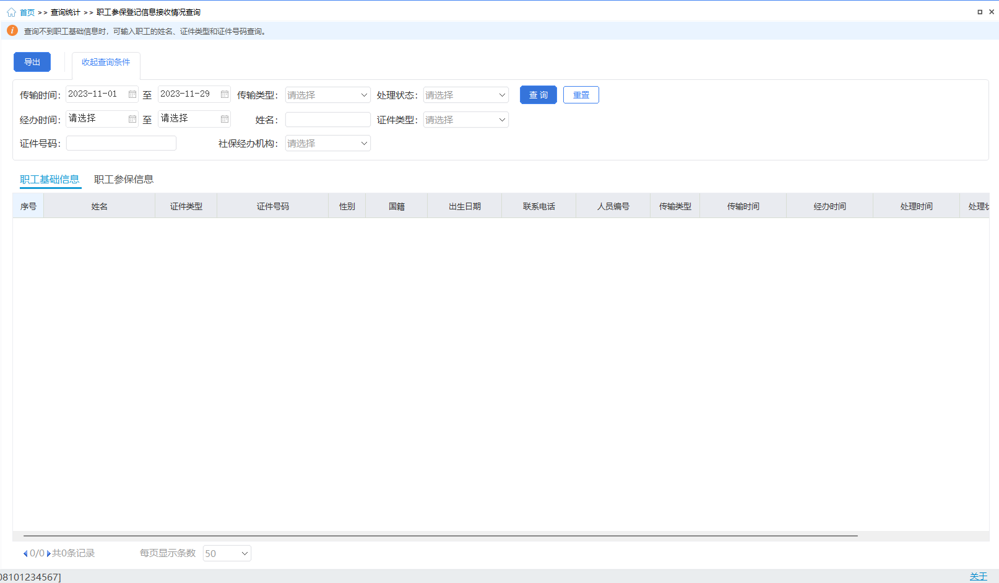 首页 >> 查询统计 >> 职工参保登记信息接收情况查询
查询不到职工基础信息时，可输入职工的姓名、证件类型和证件号码查询。
导出 收起查询条件
传输时间： 2023-11-01 至 2023-11-29 传输类型： 请选择 处理状态： 请选择 查 询 重置
经办时间： 请选择 至 请选择 姓名： 证件类型： 请选择
证件号码： 社保经办机构： 请选择
职工基础信息 职工参保信息
序号 姓名 证件类型 证件号码 性别 国籍 出生日期 联系电话 人员编号 传输类型 传输时间 经办时间 处理时间 处理
0/0 共0条记录 每页显示条数 50
08101234567] 关于